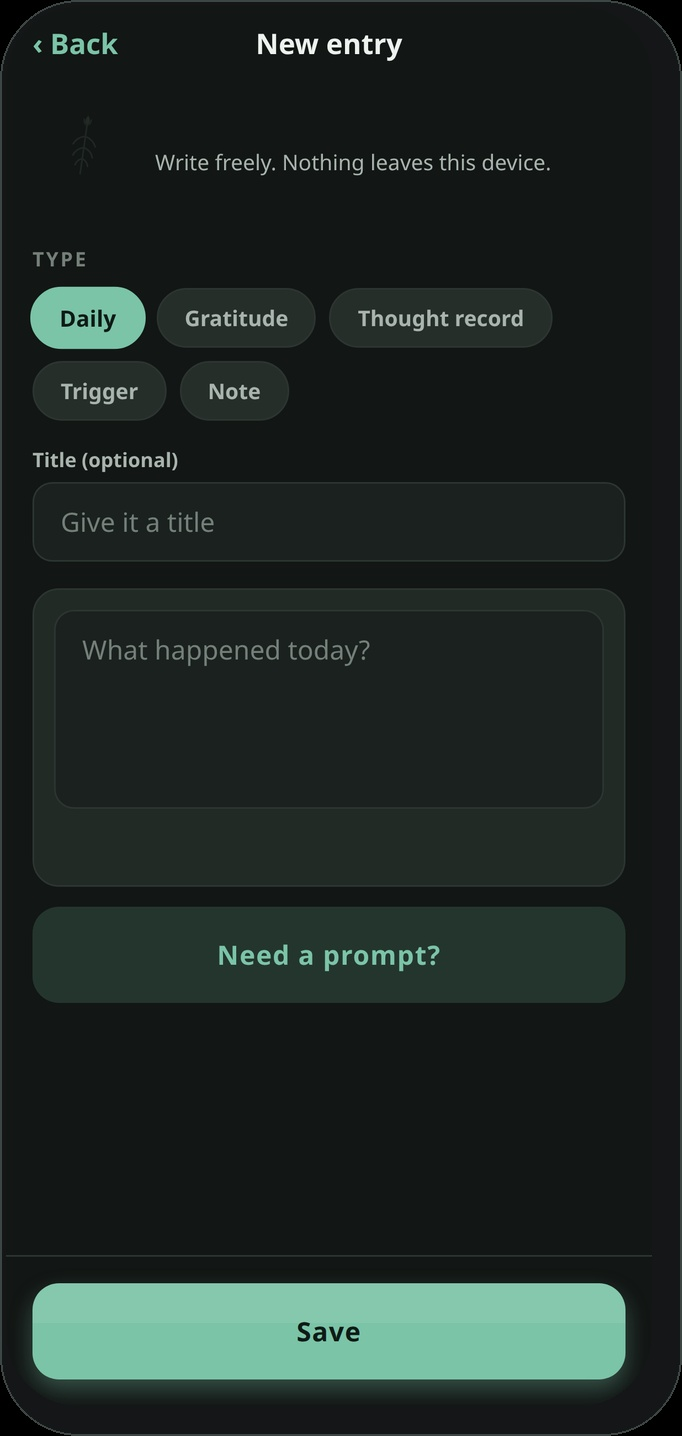 ‹ Back
New entry
Write freely. Nothing leaves this device.
TYPE
Daily
Gratitude
Thought record
Trigger
Note
Title (optional)
Give it a title
What happened today?
Need a prompt?
Save